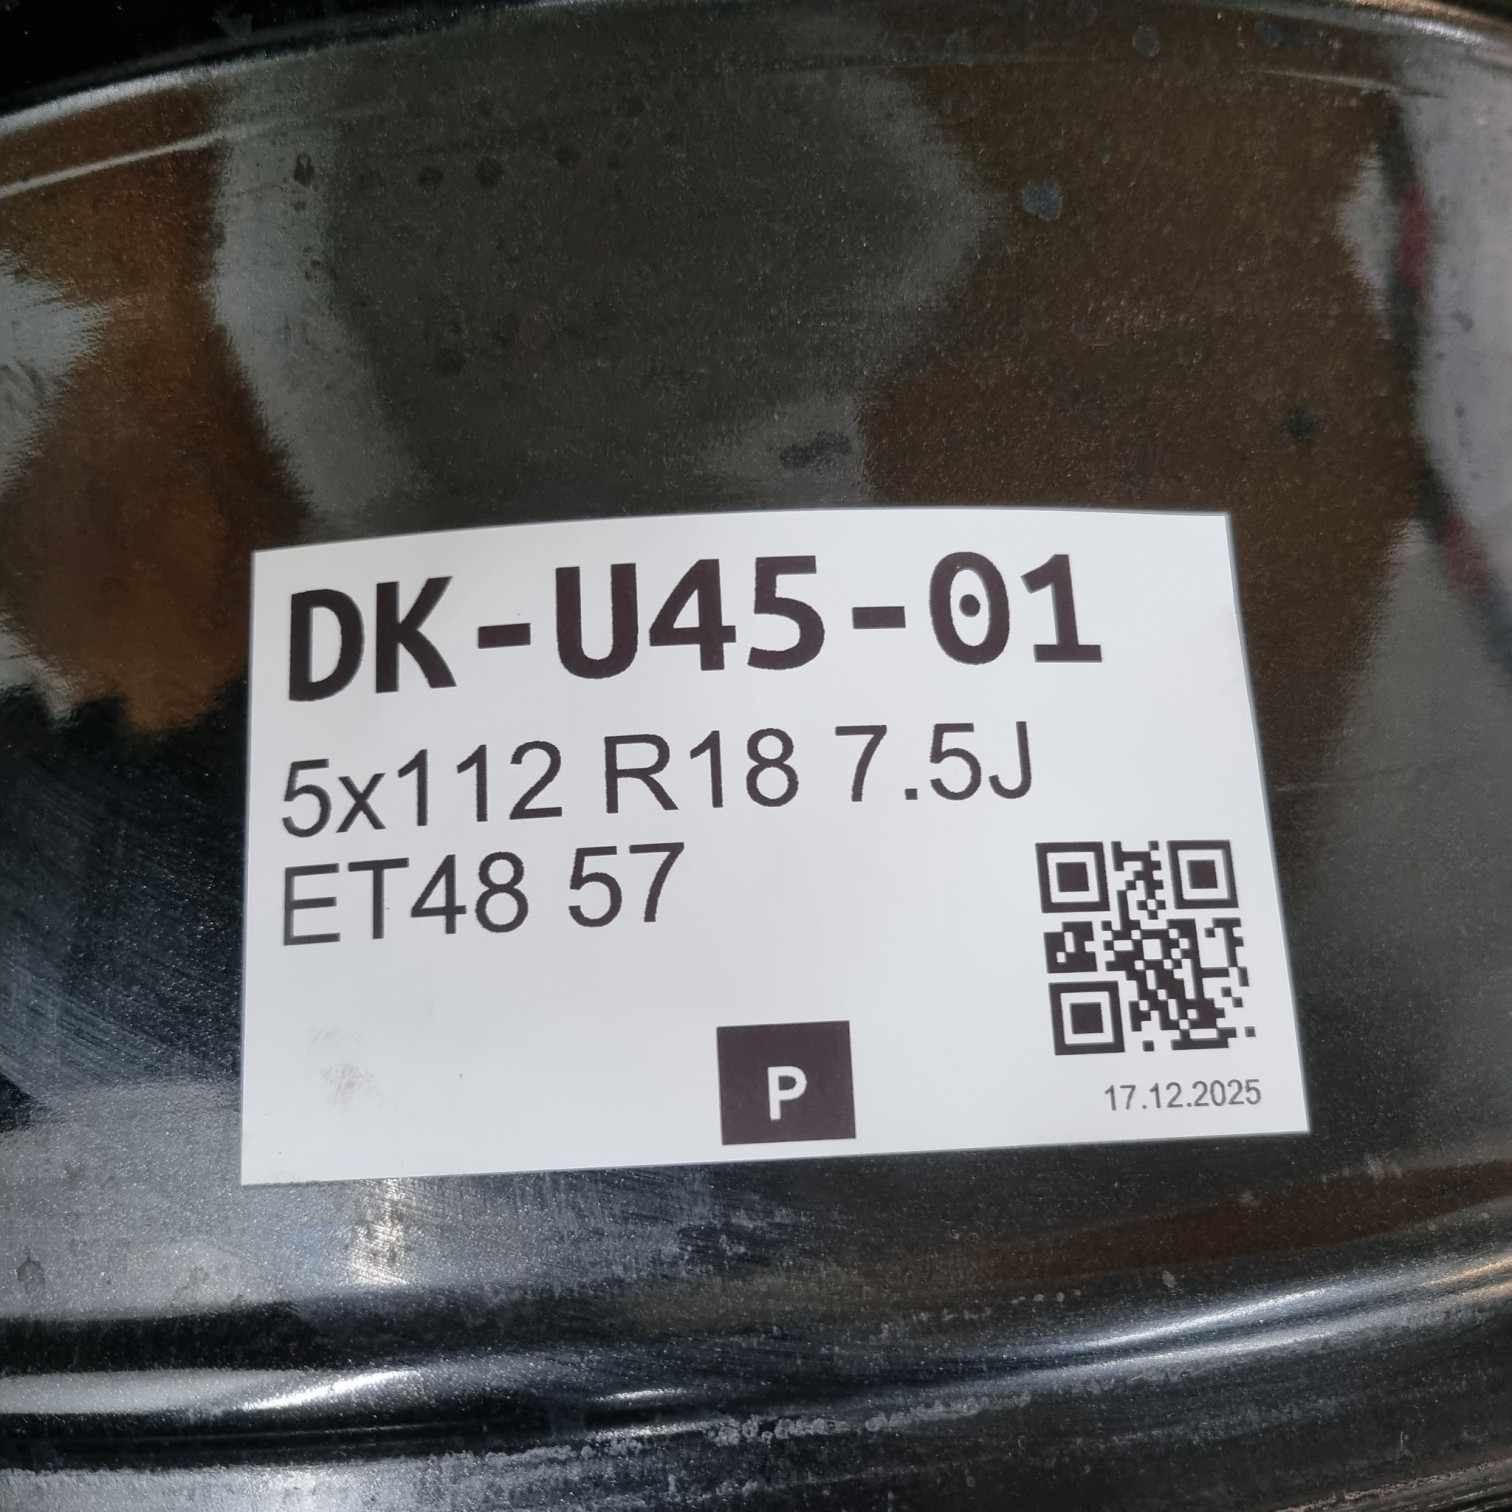 DK-U45-01
5x112 R18 7.5J
ET48 57
P
17.12.2025